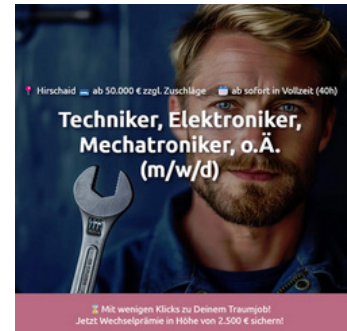 📍 Hirschaid 🛏 ab 50.000 € zzgl. Zuschläge 📅 ab sofort in Vollzeit (40h)
Techniker, Elektroniker,
Mechatroniker, o.Ä.
(m/w/d)
⌛ Mit wenigen Klicks zu Deinem Traumjob!
Jetzt Wechselprämie in Höhe von 2.500 € sichern!